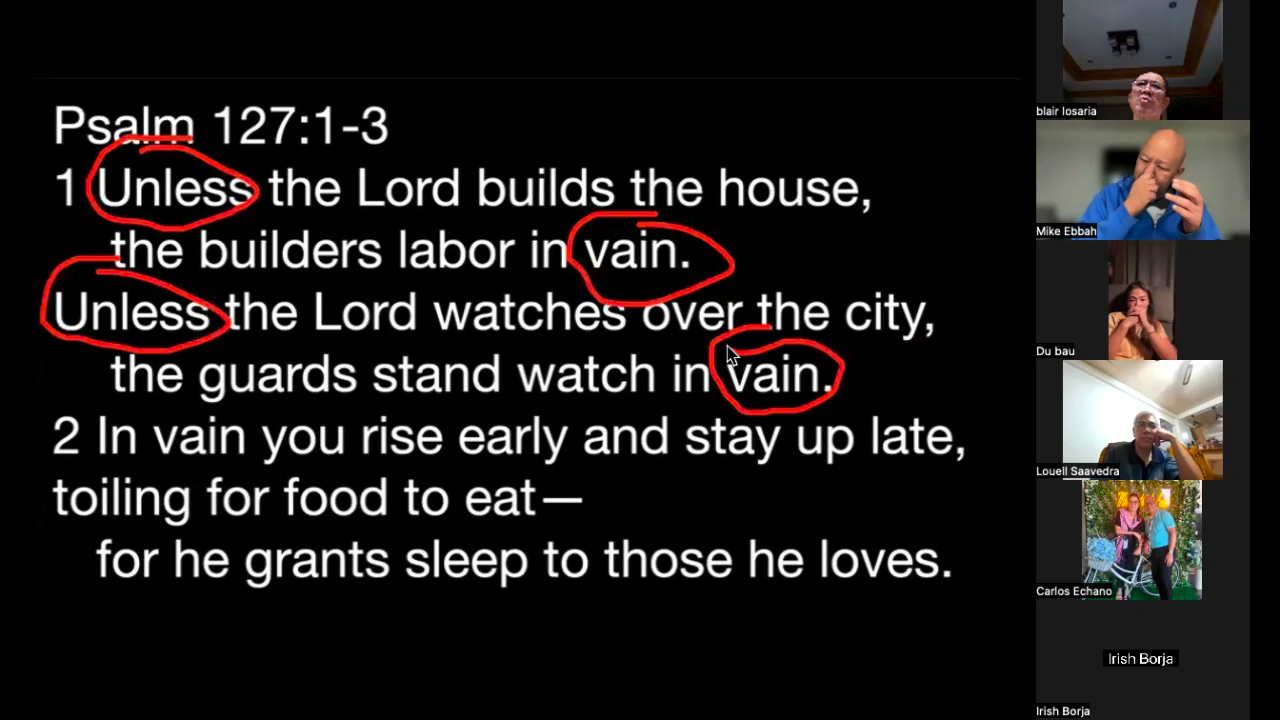 Psalm 127:1-3
1 Unless the Lord builds the house,
the builders labor in vain.
Unless the Lord watches over the city,
the guards stand watch in vain.
2 In vain you rise early and stay up late,
toiling for food to eat—
for he grants sleep to those he loves.
blair losaria
Mike Ebbah
Du bau
Louell Saavedra
Carlos Echano
Irish Borja
Irish Borja